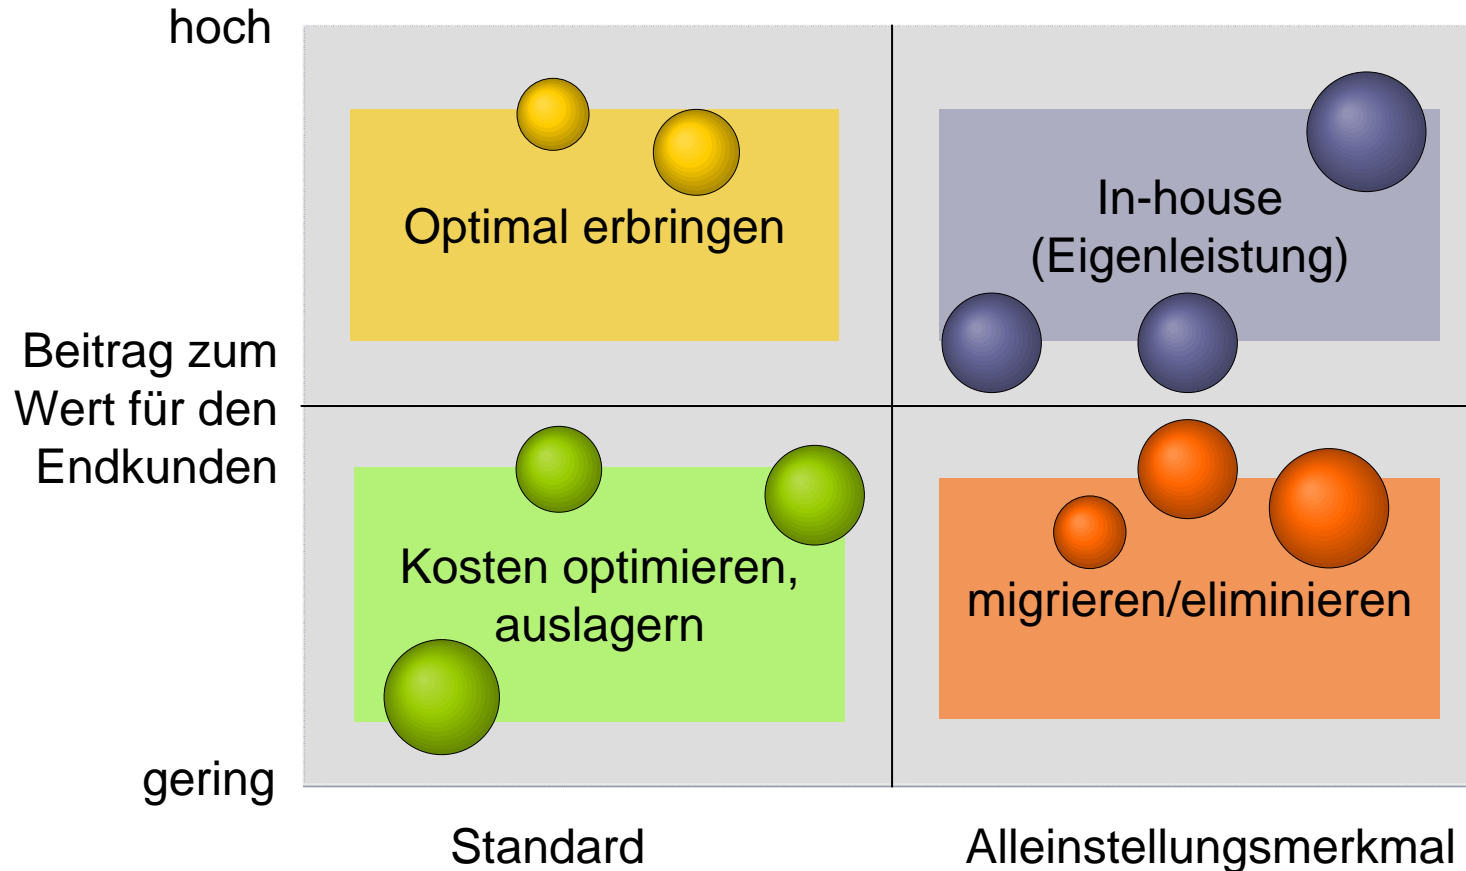 hoch
Optimal erbringen
In-house
(Eigenleistung)
Beitrag zum
Wert für den
Endkunden
Kosten optimieren,
auslagern
migrieren/eliminieren
gering
Standard
Alleinstellungsmerkmal